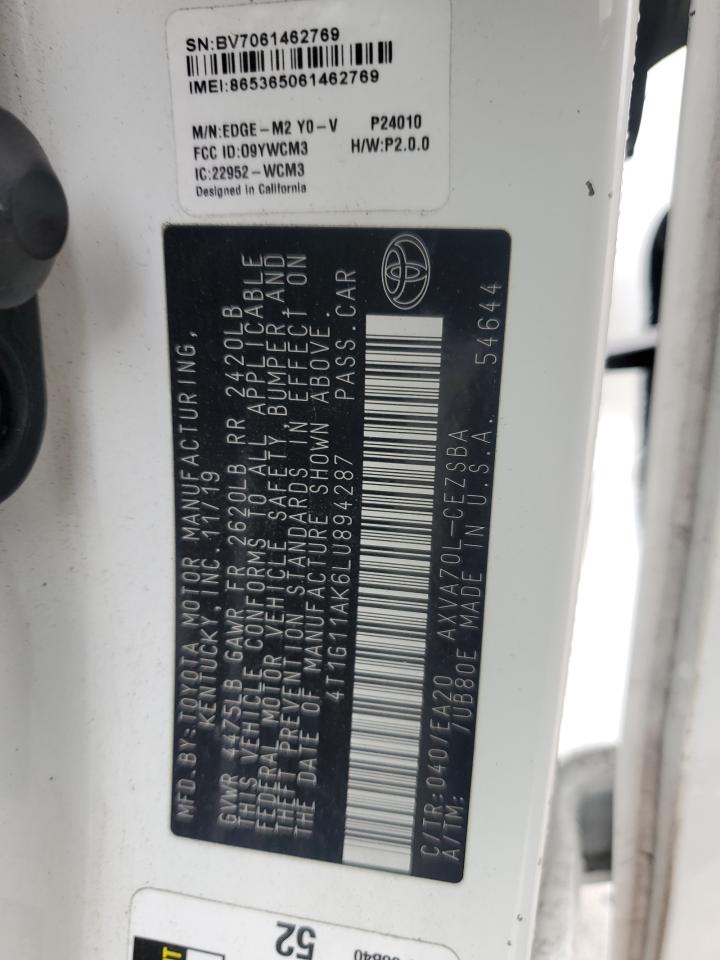 SN:BV7061462769
IMEI:865365061462769
M/N:EDGE-M2 Y0-V P24010
FCC ID:09YWCM3 H/W:P2.0.0
IC:22952-WCM3
Designed in California
MFD.BY:TOYOTA MOTOR MANUFACTURING,
KENTUCKY, INC. 11/19
GVWR 4475LB GAWR FR 2620LB RR 2420LB
THIS VEHICLE CONFORMS TO ALL APPLICABLE
FEDERAL MOTOR VEHICLE SAFETY, BUMPER, AND
THEFT PREVENTION STANDARDS IN EFFECT ON
THE DATE OF MANUFACTURE SHOWN ABOVE.
4T1G11AK6LU894287 PASS.CAR
C/TR:040/EA20 AXVA70L-CEZSBA
A/TM: /UB80E MADE IN U.S.A. 54644
52